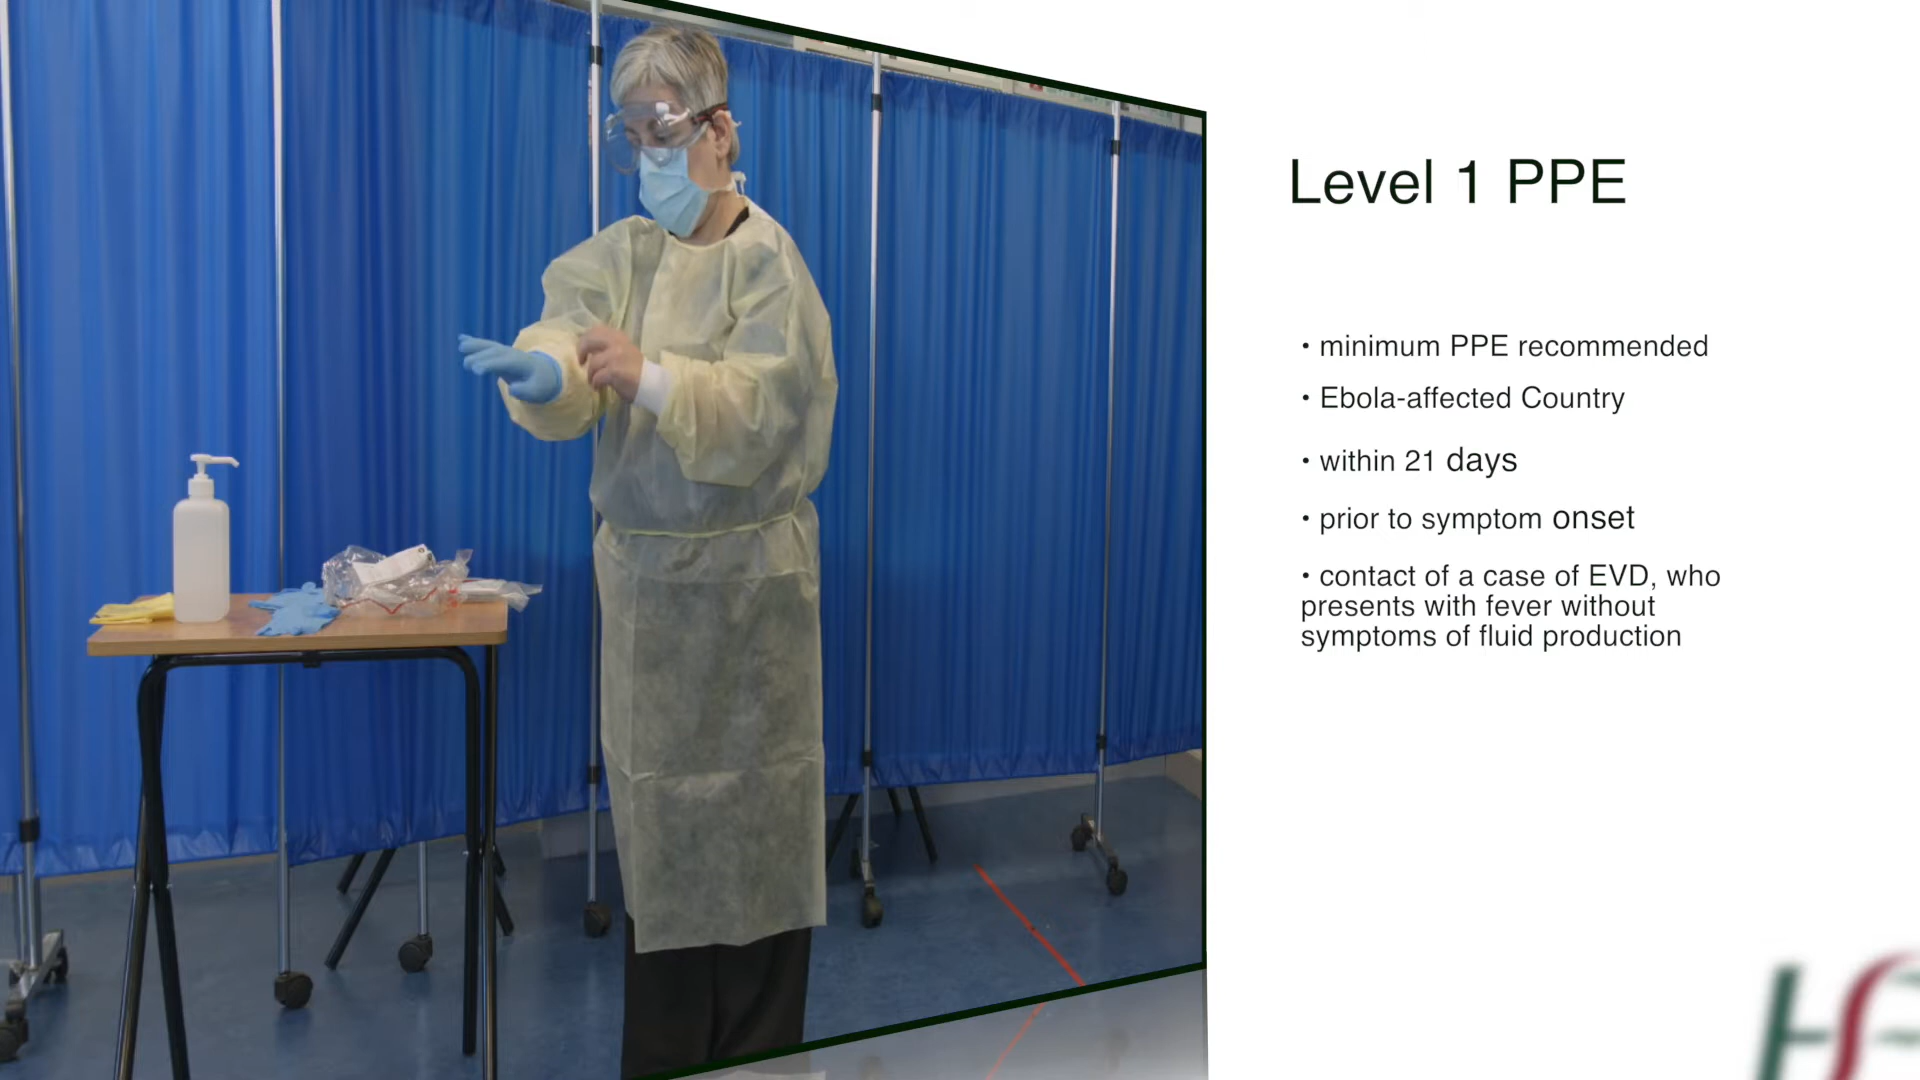 Level 1 PPE
• minimum PPE recommended
• Ebola-affected Country
• within 21 days
• prior to symptom onset
• contact of a case of EVD, who
presents with fever without
symptoms of fluid production